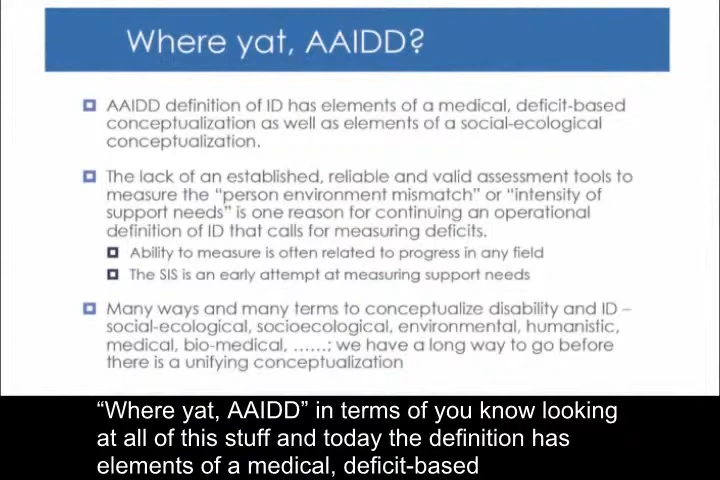 Where yat, AAIDD?
AAIDD definition of ID has elements of a medical, deficit-based
conceptualization as well as elements of a social-ecological
conceptualization.
The lack of an established, reliable and valid assessment tools to
measure the "person environment mismatch" or "intensity of
support needs" is one reason for continuing an operational
definition of ID that calls for measuring deficits.
Ability to measure is often related to progress in any field
The SIS is an early attempt at measuring support needs
Many ways and many terms to conceptualize disability and ID –
social-ecological, socioecological, environmental, humanistic,
medical, bio-medical, ......; we have a long way to go before
there is a unifying conceptualization
“Where yat, AAIDD” in terms of you know looking
at all of this stuff and today the definition has
elements of a medical, deficit-based